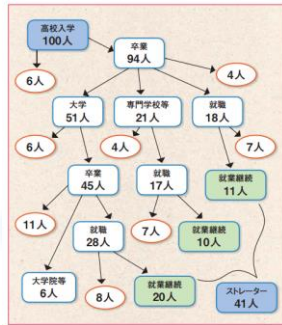 高校入学
100人
卒業
94人
6人
4人
大学
51人
専門学校等
21人
就職
18人
6人
4人
7人
卒業
45人
就職
17人
就業継続
11人
11人
就職
28人
7人
就業継続
10人
大学院等
6人
8人
就業継続
20人
ストレーター
41人